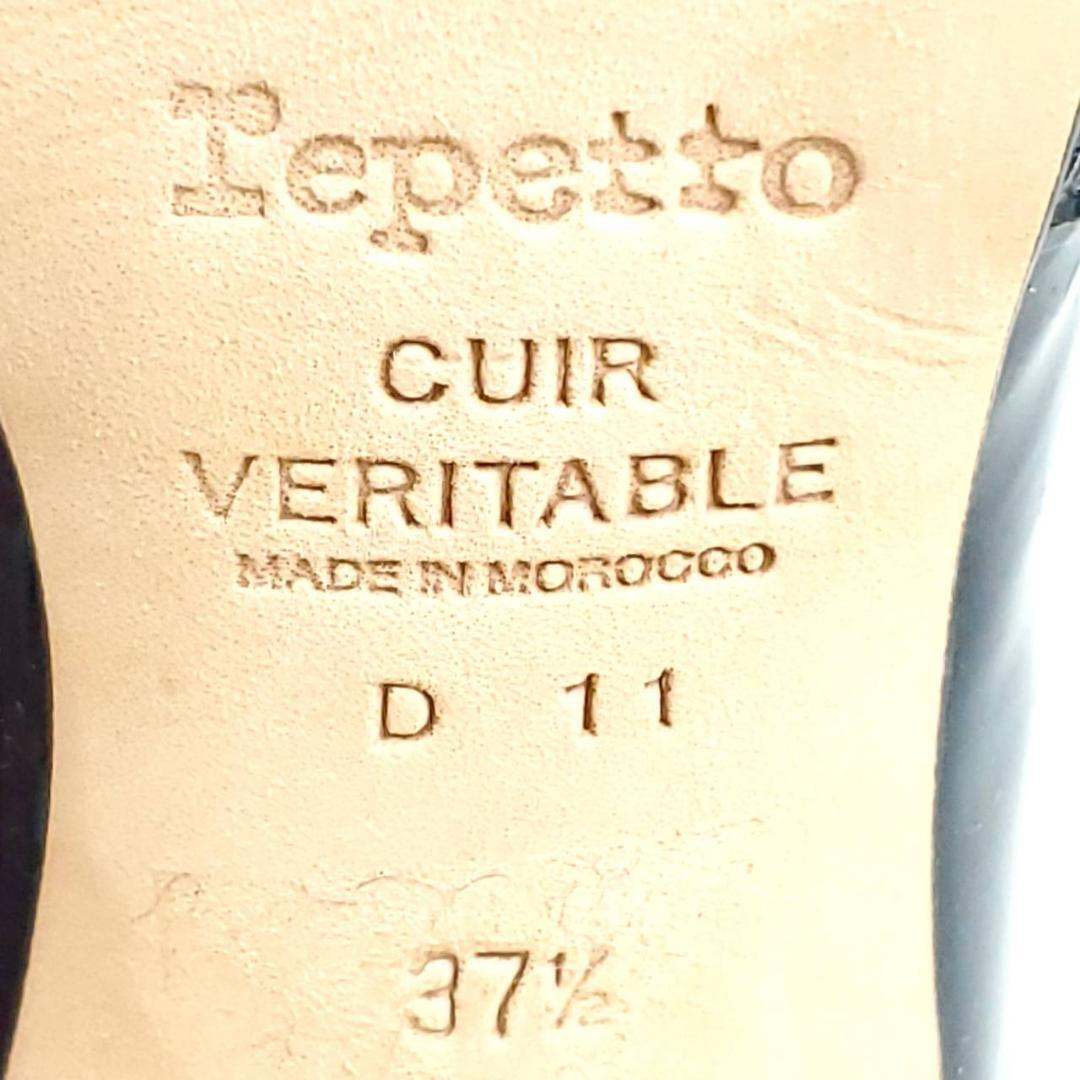 repetto
CUIR
VERITABLE
MADE IN MOROCCO
D 11
37½